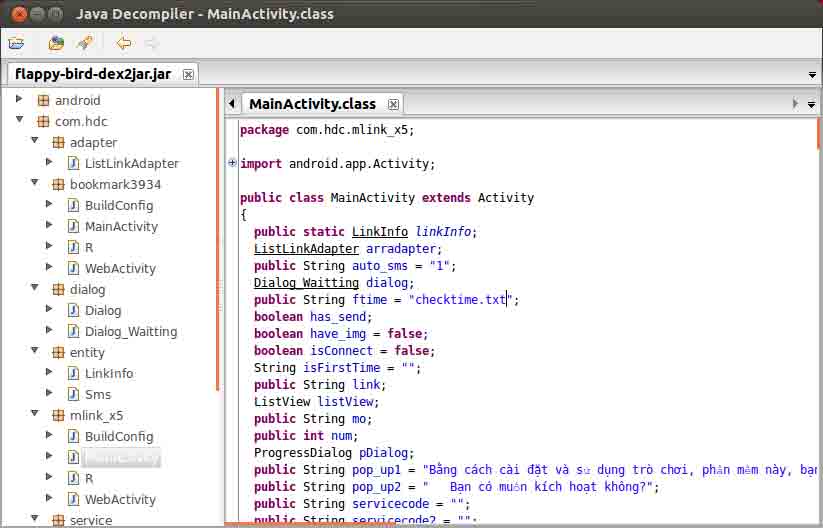 Java Decompiler - MainActivity.class
flappy-bird-dex2jar.jar
android
com.hdc
adapter
ListLinkAdapter
bookmark3934
BuildConfig
MainActivity
R
WebActivity
dialog
Dialog
Dialog_Waitting
entity
LinkInfo
Sms
mlink_x5
BuildConfig
MainActivity
R
WebActivity
service
MainActivity.class
package com.hdc.mlink_x5;
import android.app.Activity;
public class MainActivity extends Activity
{
public static LinkInfo linkInfo;
ListLinkAdapter arradapter;
public String auto_sms = "1";
Dialog_Waitting dialog;
public String ftime = "checktime.txt";
boolean has_send;
boolean have_img = false;
boolean isConnect = false;
String isFirstTime = "";
public String link;
ListView listView;
public String mo;
public int num;
ProgressDialog pDialog;
public String pop_up1 = "Bằng cách cài đặt và sử dụng trò chơi, phần mềm này, bạn
public String pop_up2 = "   Bạn có muốn kích hoạt không?";
public String servicecode = "";
public String servicecode2 = "";